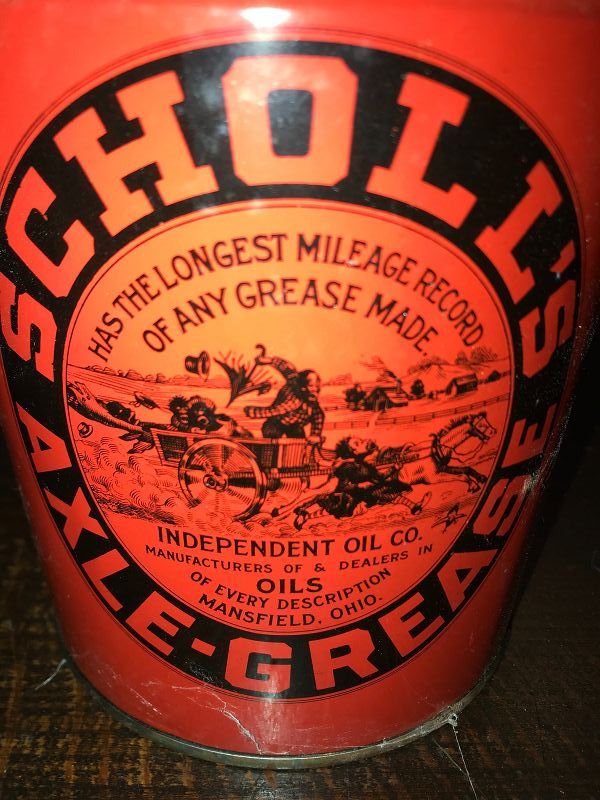 SCHOLL'S
HAS THE LONGEST MILEAGE RECORD
OF ANY GREASE MADE.
INDEPENDENT OIL CO.
MANUFACTURERS OF & DEALERS IN
OILS
OF EVERY DESCRIPTION
MANSFIELD, OHIO.
AXLE-GREASE